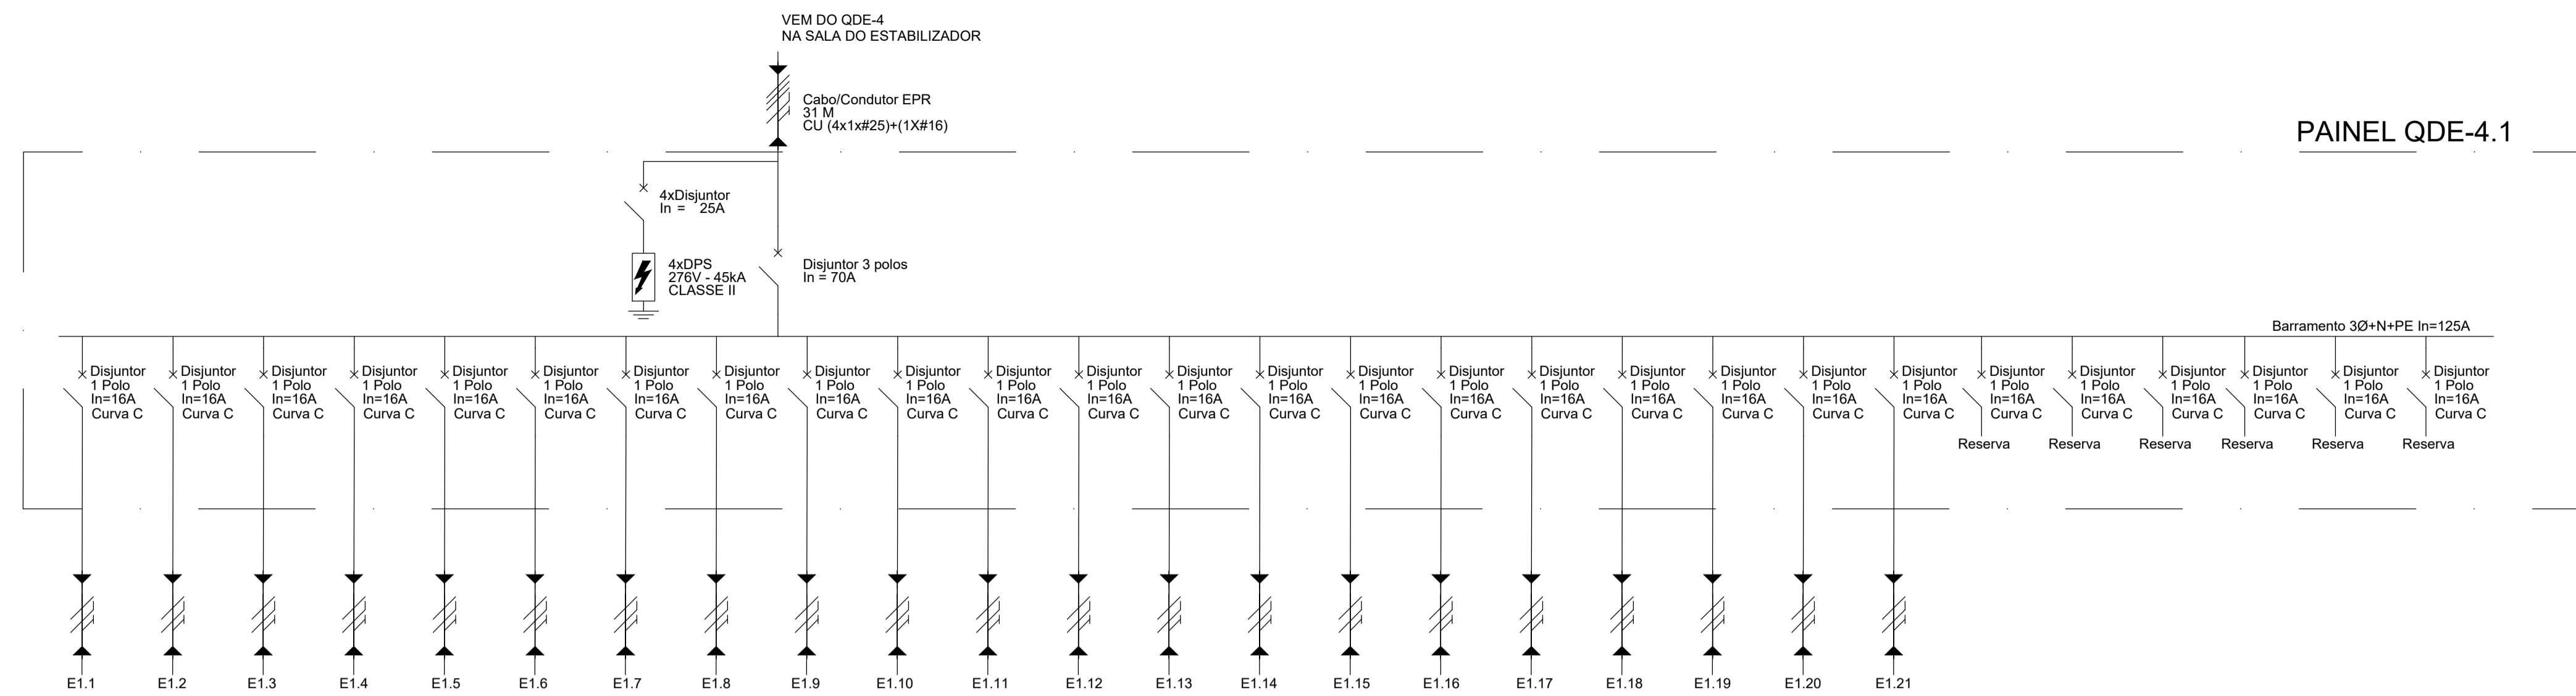 VEM DO QDE-4
NA SALA DO ESTABILIZADOR
Cabo/Condutor EPR
31 M
CU (4x1x#25)+(1X#16)
PAINEL QDE-4.1
4xDisjuntor
In = 25A
4xDPS
276V - 45kA
CLASSE II
Disjuntor 3 polos
In = 70A
Barramento 3Ø+N+PE In=125A
Disjuntor Disjuntor Disjuntor Disjuntor Disjuntor Disjuntor Disjuntor Disjuntor Disjuntor Disjuntor Disjuntor Disjuntor Disjuntor Disjuntor Disjuntor Disjuntor Disjuntor Disjuntor Disjuntor Disjuntor Disjuntor Disjuntor Disjuntor Disjuntor Disjuntor Disjuntor Disjuntor
1 Polo 1 Polo 1 Polo 1 Polo 1 Polo 1 Polo 1 Polo 1 Polo 1 Polo 1 Polo 1 Polo 1 Polo 1 Polo 1 Polo 1 Polo 1 Polo 1 Polo 1 Polo 1 Polo 1 Polo 1 Polo 1 Polo 1 Polo 1 Polo 1 Polo 1 Polo 1 Polo
In=16A In=16A In=16A In=16A In=16A In=16A In=16A In=16A In=16A In=16A In=16A In=16A In=16A In=16A In=16A In=16A In=16A In=16A In=16A In=16A In=16A In=16A In=16A In=16A In=16A In=16A In=16A
Curva C Curva C Curva C Curva C Curva C Curva C Curva C Curva C Curva C Curva C Curva C Curva C Curva C Curva C Curva C Curva C Curva C Curva C Curva C Curva C Curva C Curva C Curva C Curva C Curva C Curva C Curva C
Reserva Reserva Reserva Reserva Reserva Reserva
E1.1 E1.2 E1.3 E1.4 E1.5 E1.6 E1.7 E1.8 E1.9 E1.10 E1.11 E1.12 E1.13 E1.14 E1.15 E1.16 E1.17 E1.18 E1.19 E1.20 E1.21